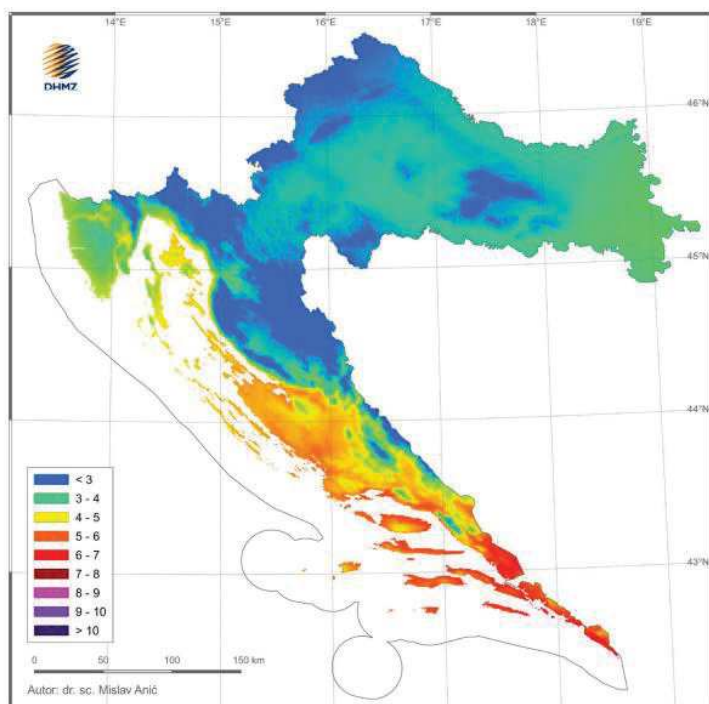 14°E 15°E 16°E 17°E 18°E 19°E
DHMZ
46°N
45°N
44°N
43°N
< 3
3 - 4
4 - 5
5 - 6
6 - 7
7 - 8
8 - 9
9 - 10
> 10
0 50 100 150 km
Autor: dr. sc. Mislav Anić